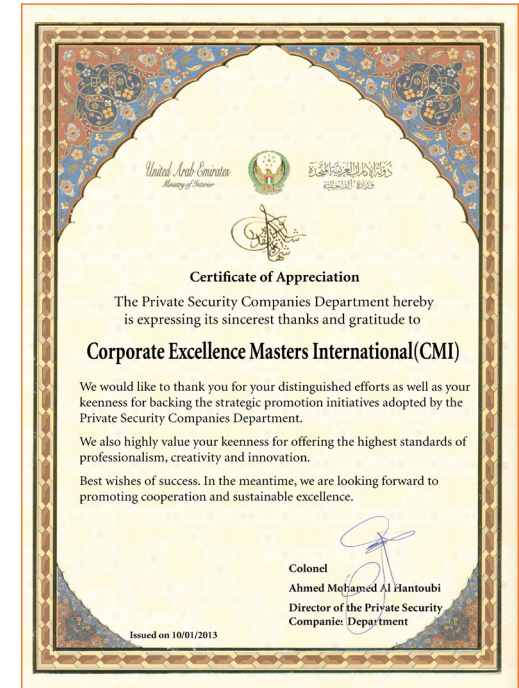 United Arab Emirates
Ministry of Interior
دولة الإمارات العربية المتحدة
وزارة الداخلية
شهادة شكر وتقدير
Certificate of Appreciation
The Private Security Companies Department hereby
is expressing its sincerest thanks and gratitude to
Corporate Excellence Masters International(CMI)
We would like to thank you for your distinguished efforts as well as your
keenness for backing the strategic promotion initiatives adopted by the
Private Security Companies Department.
We also highly value your keenness for offering the highest standards of
professionalism, creativity and innovation.
Best wishes of success. In the meantime, we are looking forward to
promoting cooperation and sustainable excellence.
Colonel
Ahmed Mohamed Al Hantoubi
Director of the Private Security
Companies Department
Issued on 10/01/2013